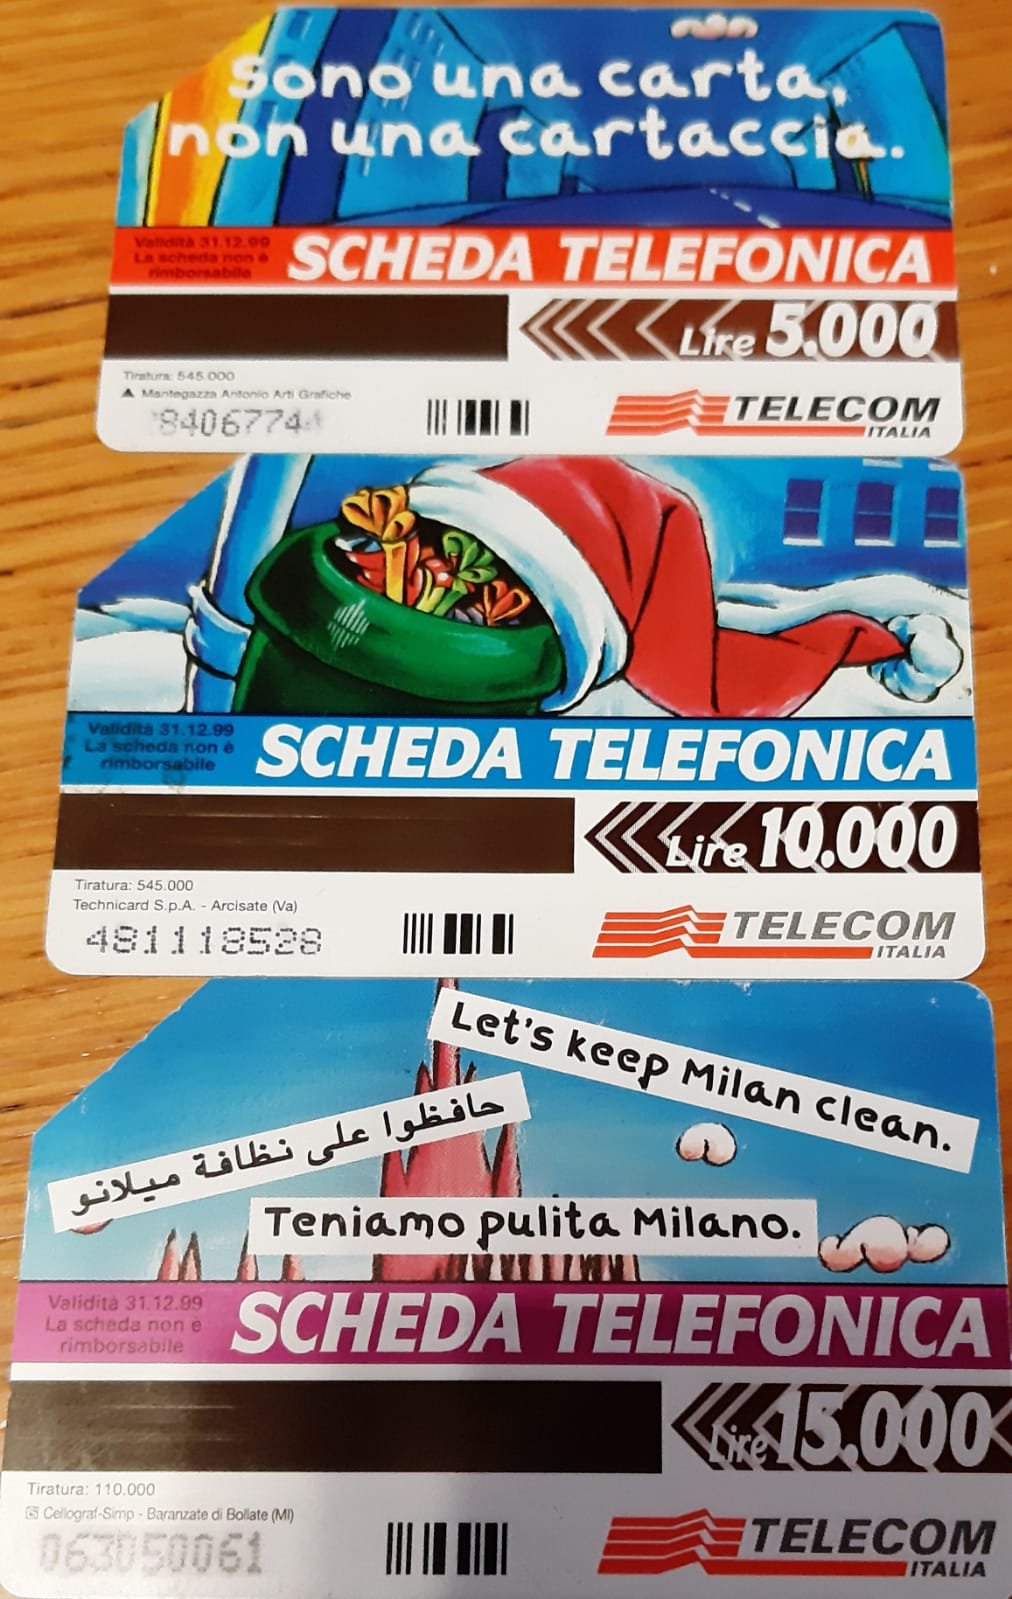 Sono una carta,
non una cartaccia.
Validità 31.12.99
La scheda non è
rimborsabile
SCHEDA TELEFONICA
Lire 5.000
Tiratura: 545.000
Mantegazza Antonio Arti Grafiche
8406774
TELECOM
ITALIA
Validità 31.12.99
La scheda non è
rimborsabile
SCHEDA TELEFONICA
Lire 10.000
Tiratura: 545.000
Technicard S.p.A. - Arcisate (Va)
481118528
TELECOM
ITALIA
Let's keep Milan clean.
حافظوا على نظافة ميلانو
Teniamo pulita Milano.
Validità 31.12.99
La scheda non è
rimborsabile
SCHEDA TELEFONICA
Lire 15.000
Tiratura: 110.000
Cellograf-Simp - Baranzate di Bollate (MI)
063050061
TELECOM
ITALIA